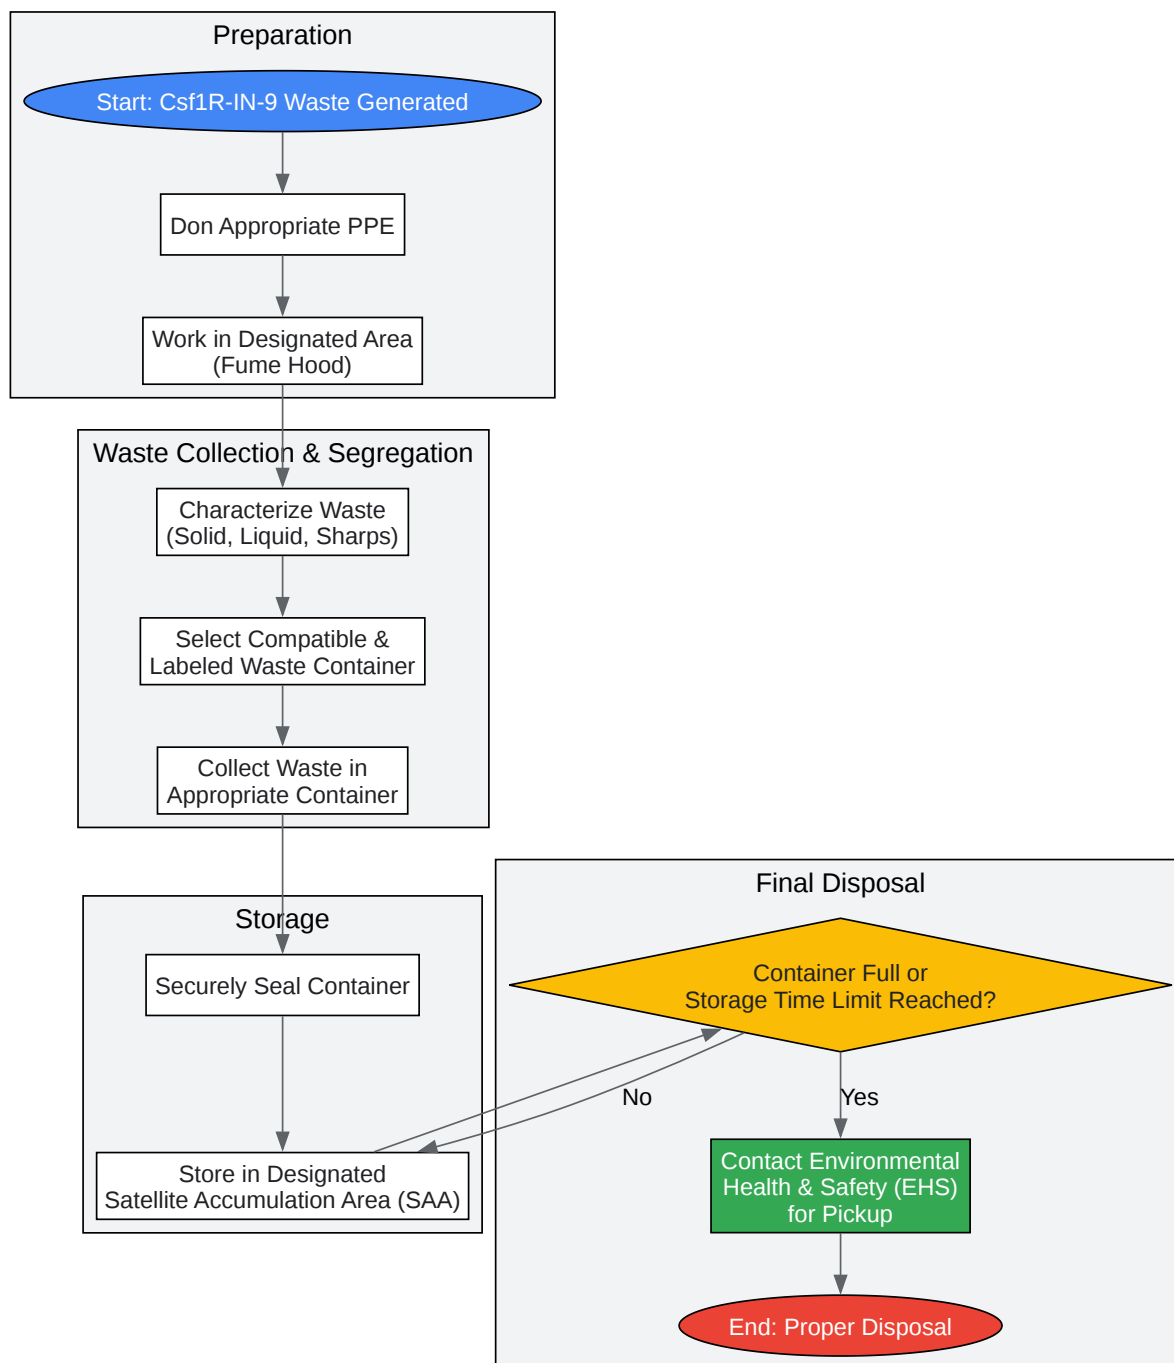 Preparation
Start: Csf1R-IN-9 Waste Generated
Don Appropriate PPE
Work in Designated Area
(Fume Hood)
Waste Collection & Segregation
Characterize Waste
(Solid, Liquid, Sharps)
Select Compatible &
Labeled Waste Container
Collect Waste in
Appropriate Container
Storage
Securely Seal Container
Store in Designated
Satellite Accumulation Area (SAA)
Final Disposal
Container Full or
Storage Time Limit Reached?
No
Yes
Contact Environmental
Health & Safety (EHS)
for Pickup
End: Proper Disposal